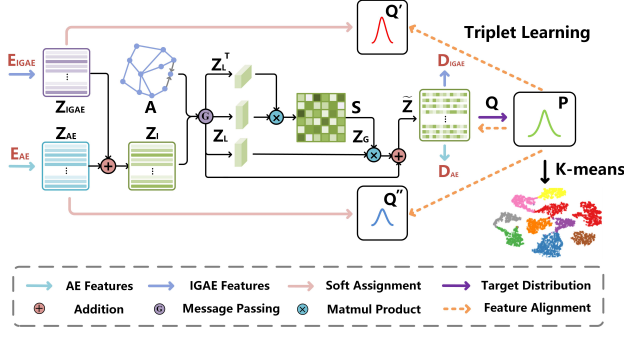 Q′
Triplet Learning
E_IGAE
Z_IGAE
A
Z_L^T
D_IGAE
Z_AE
Z_I
G
Z_L
S
Z_G
Z̃
Q
P
E_AE
D_AE
K-means
Q″
AE Features
IGAE Features
Soft Assignment
Target Distribution
Addition
G
Message Passing
Matmul Product
Feature Alignment